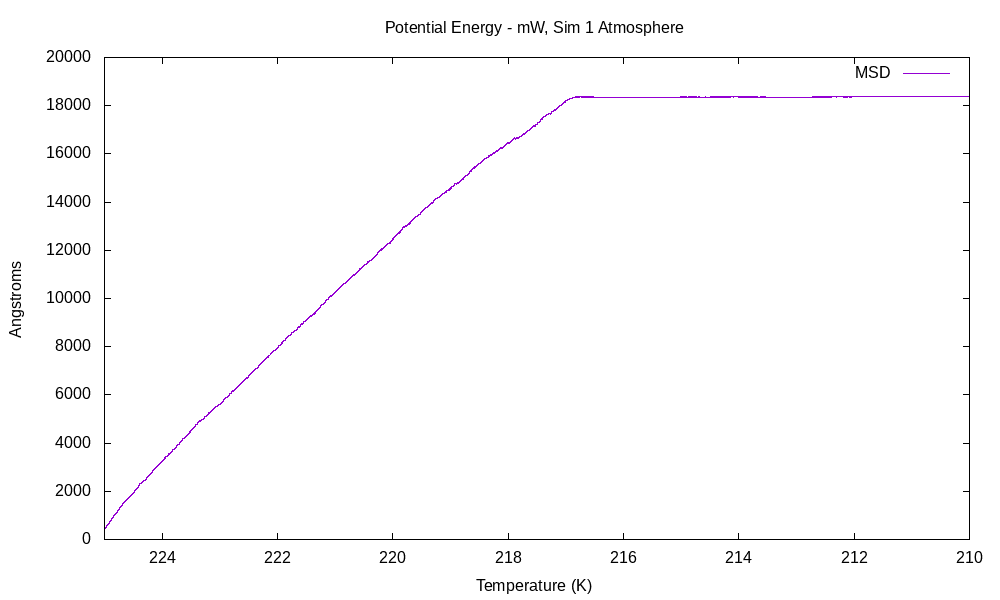 Potential Energy - mW, Sim 1 Atmosphere
20000
MSD
18000
16000
14000
12000
10000
8000
6000
4000
2000
0
Angstroms
224 222 220 218 216 214 212 210
Temperature (K)